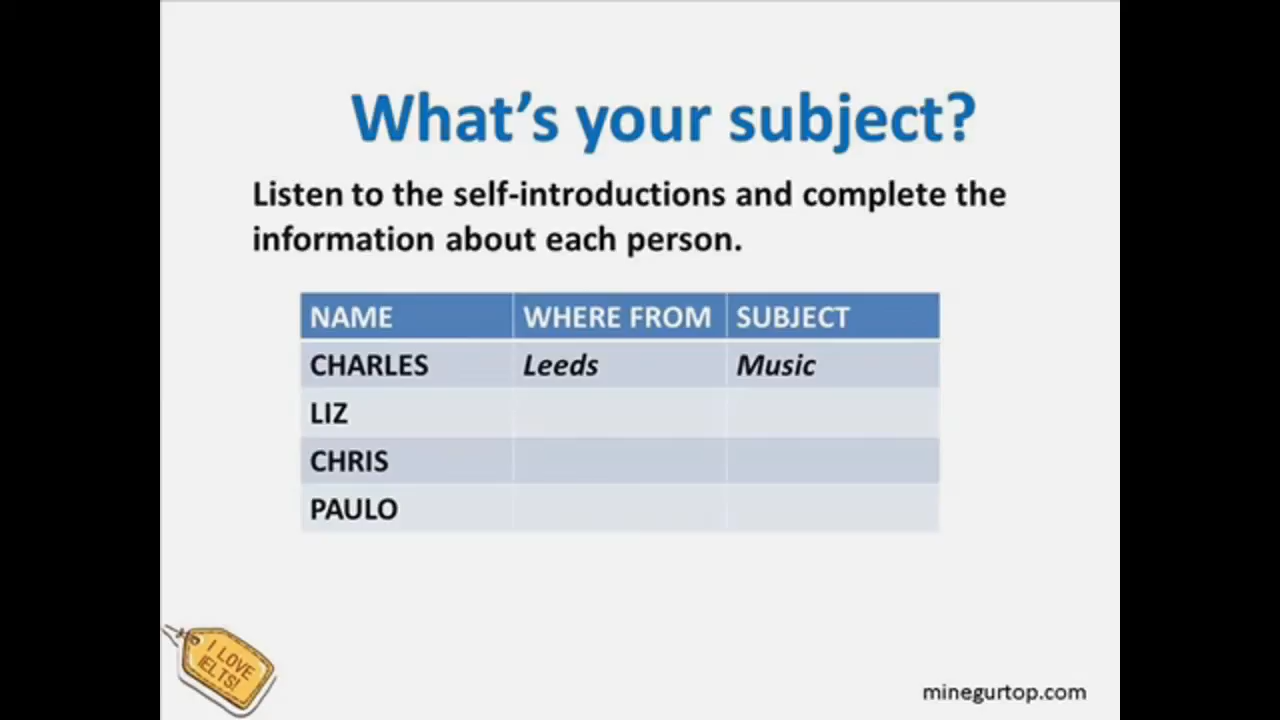 What's your subject?
Listen to the self-introductions and complete the
information about each person.
NAME WHERE FROM SUBJECT
CHARLES Leeds Music
LIZ
CHRIS
PAULO
I LOVE
IELTS!
minegurtop.com